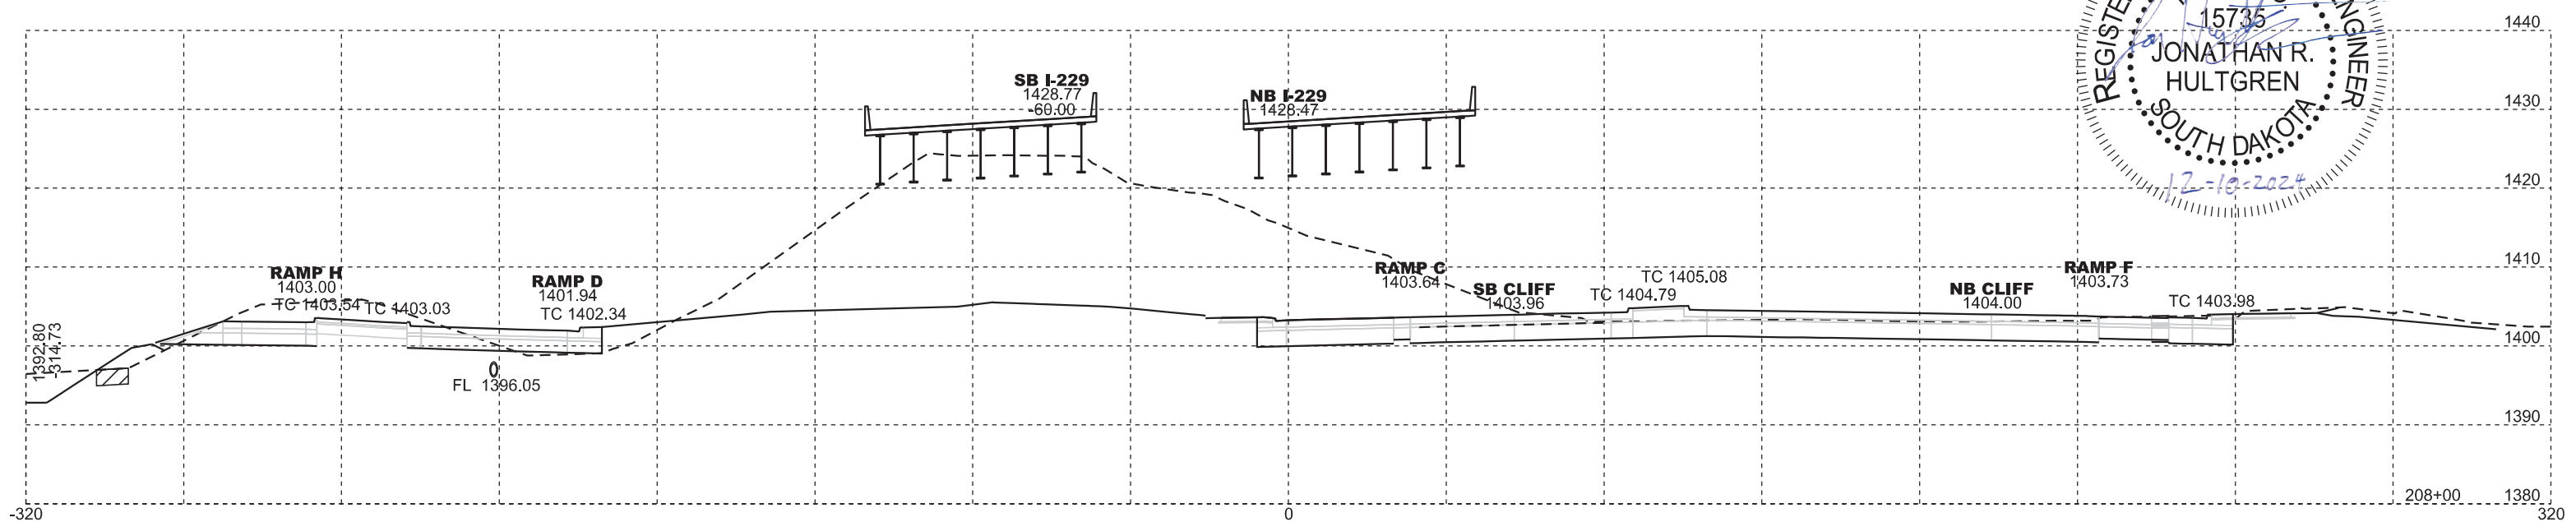 15735
JONATHAN R.
HULTGREN
SOUTH DAKOTA
12-10-2024
1440
1430
1420
1410
1400
1390
1380
SB I-229
1428.77
-60.00
NB I-229
1428.47
RAMP H
1403.00
TC 1403.54
TC 1403.03
RAMP D
1401.94
TC 1402.34
1392.80
-314.73
FL 1396.05
RAMP C
1403.64
SB CLIFF
1403.96
TC 1404.79
TC 1405.08
NB CLIFF
1404.00
RAMP F
1403.73
TC 1403.98
208+00
-320
0
320